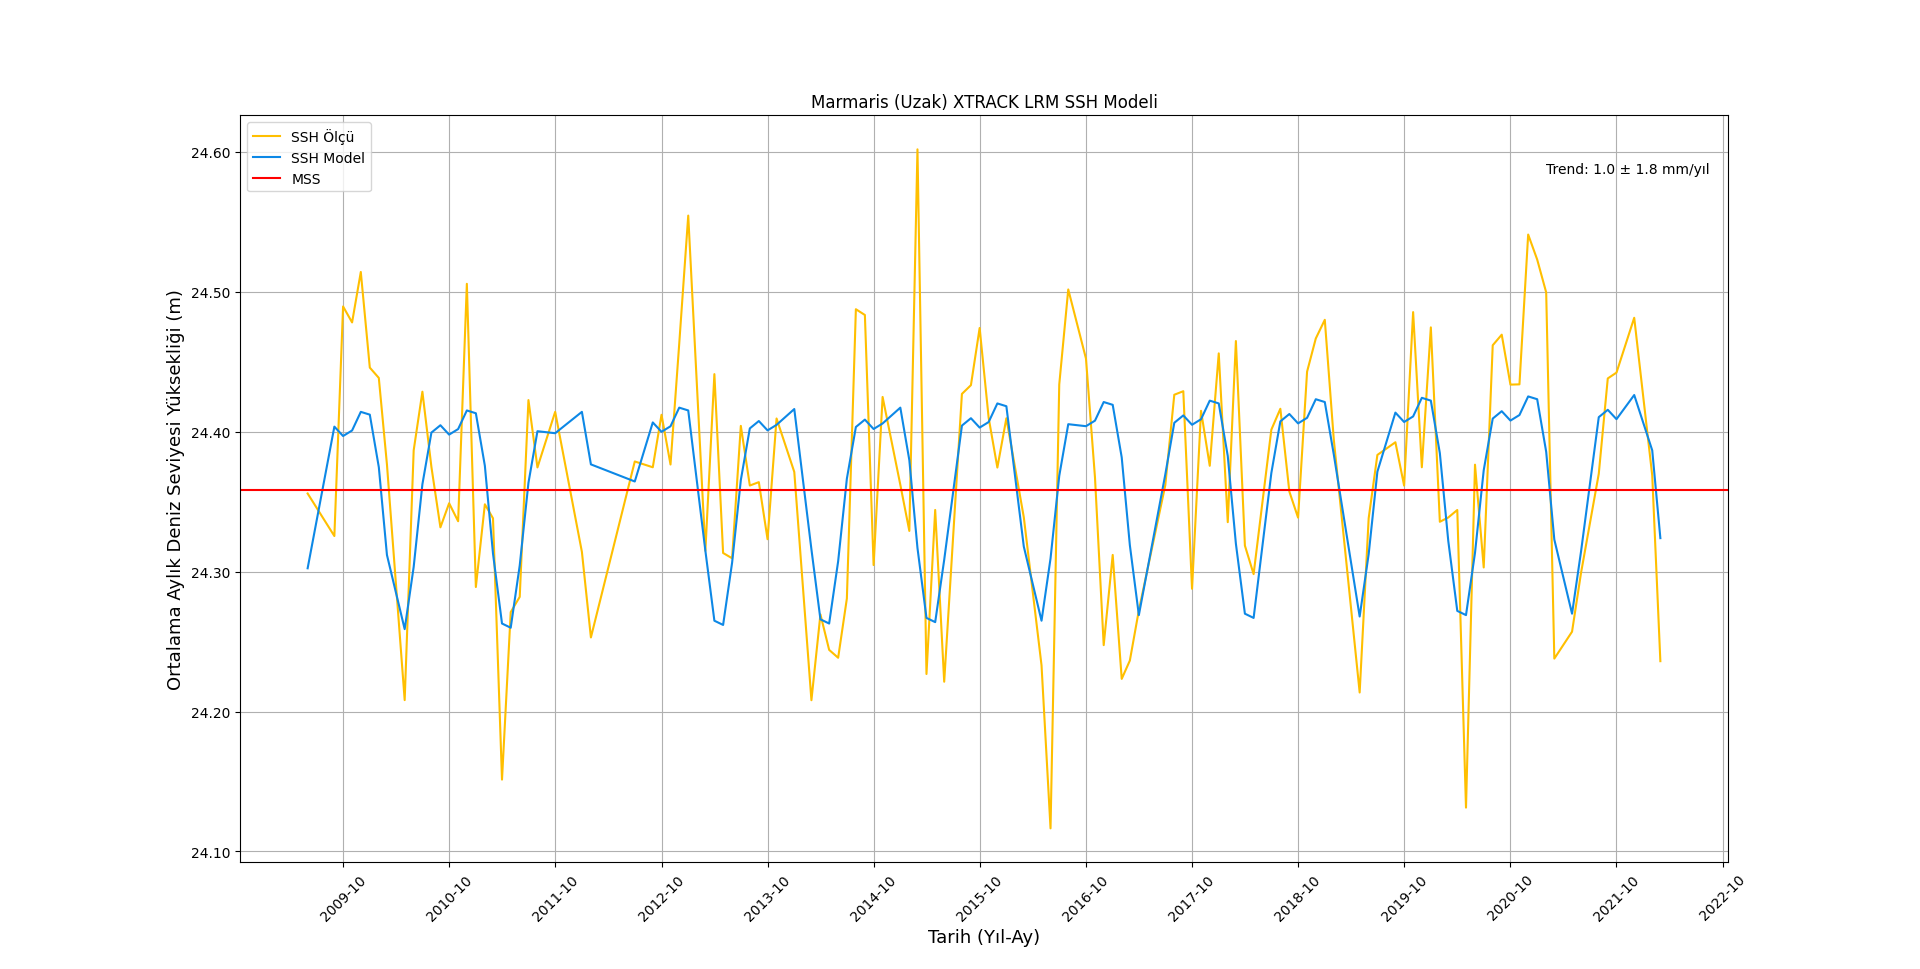 Marmaris (Uzak) XTRACK LRM SSH Modeli
SSH Ölçü
SSH Model
MSS
Trend: 1.0 ± 1.8 mm/yıl
Ortalama Aylık Deniz Seviyesi Yüksekliği (m)
24.60
24.50
24.40
24.30
24.20
24.10
2009-10
2010-10
2011-10
2012-10
2013-10
2014-10
2015-10
2016-10
2017-10
2018-10
2019-10
2020-10
2021-10
2022-10
Tarih (Yıl-Ay)